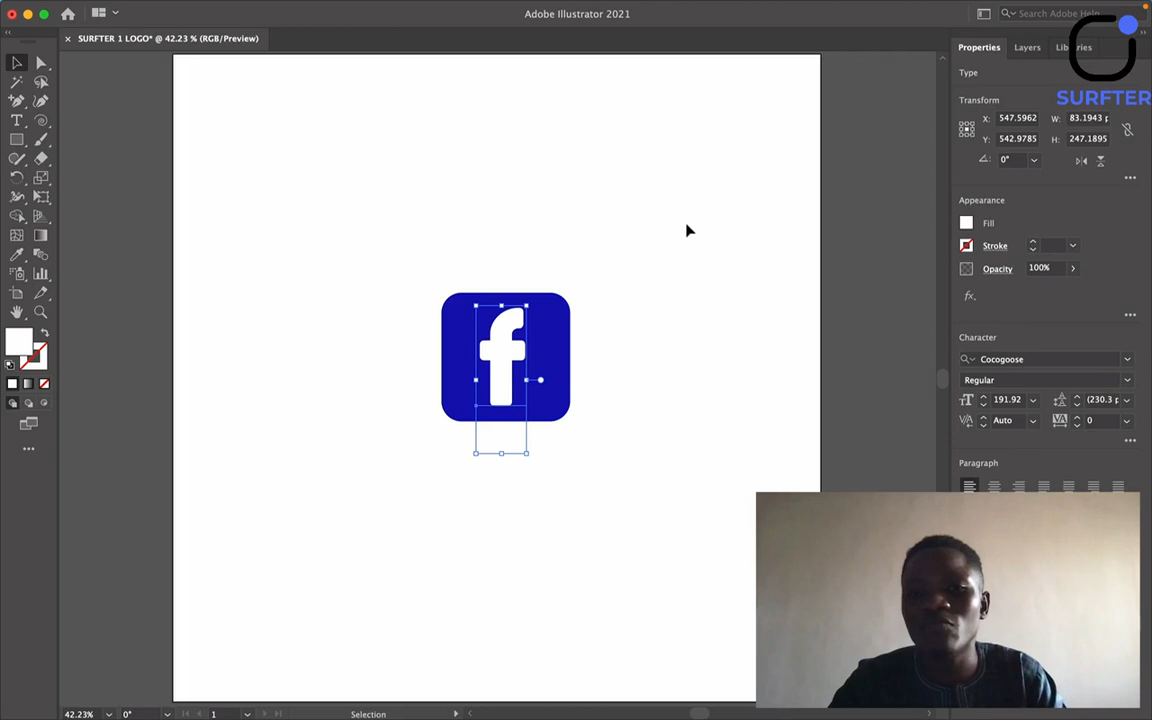 Adobe Illustrator 2021
Search Adobe Help
SURFTER 1 LOGO* @ 42.23 % (RGB/Preview)
Properties
Layers
Libraries
SURFTER
Type
Transform
X:
547.5962
W:
83.1943 p
Y:
542.9785
H:
247.1895
0°
Appearance
Fill
Stroke
Opacity
100%
fx.
Character
Cocogoose
Regular
191.92
(230.3 p
Auto
0
Paragraph
f
42.23%
0°
1
Selection